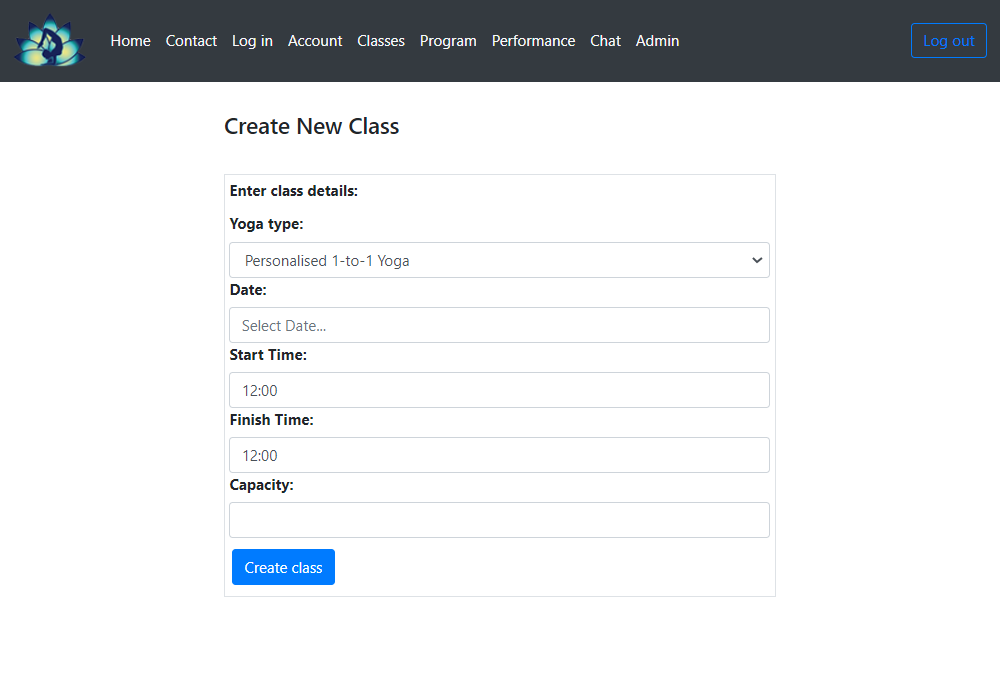 Home Contact Log in Account Classes Program Performance Chat Admin Log out
Create New Class
Enter class details:
Yoga type:
Personalised 1-to-1 Yoga
Date:
Select Date...
Start Time:
12:00
Finish Time:
12:00
Capacity:
Create class